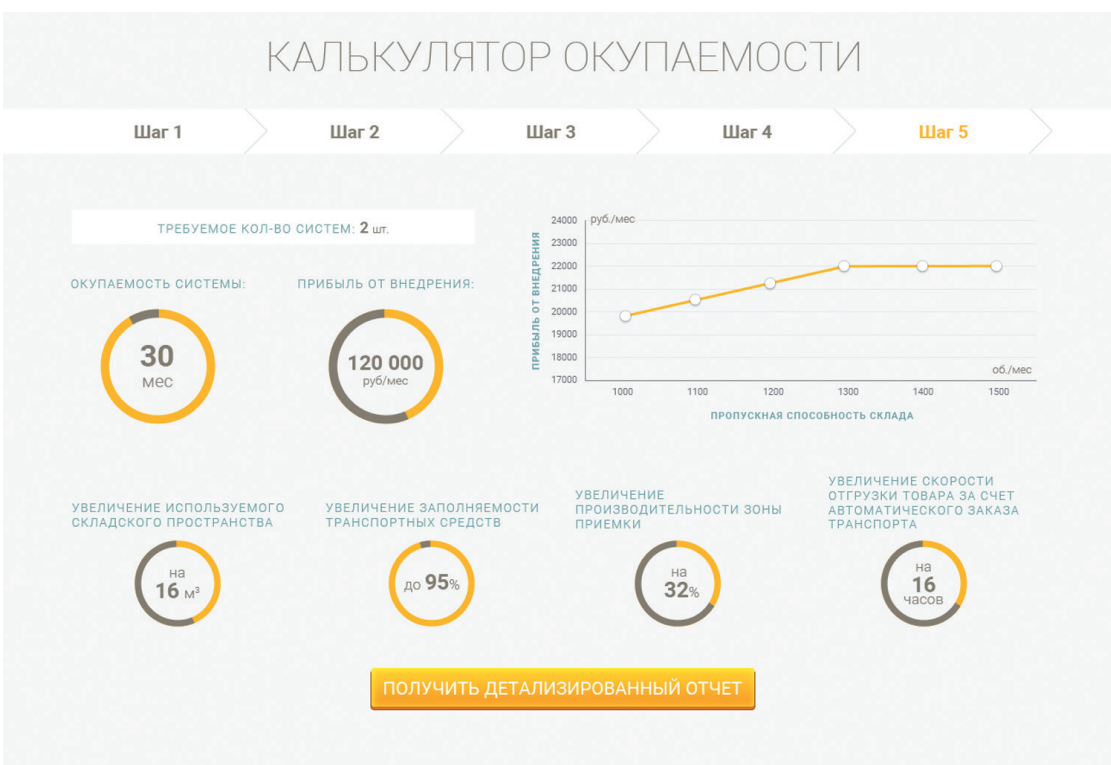 КАЛЬКУЛЯТОР ОКУПАЕМОСТИ
Шаг 1
Шаг 2
Шаг 3
Шаг 4
Шаг 5
ТРЕБУЕМОЕ КОЛ-ВО СИСТЕМ: 2 шт.
ОКУПАЕМОСТЬ СИСТЕМЫ:
30
мес
ПРИБЫЛЬ ОТ ВНЕДРЕНИЯ:
120 000
руб/мес
ПРИБЫЛЬ ОТ ВНЕДРЕНИЯ
руб./мес
24000
23000
22000
21000
20000
19000
18000
17000
об./мес
1000
1100
1200
1300
1400
1500
ПРОПУСКНАЯ СПОСОБНОСТЬ СКЛАДА
УВЕЛИЧЕНИЕ ИСПОЛЬЗУЕМОГО
СКЛАДСКОГО ПРОСТРАНСТВА
на
16 м³
УВЕЛИЧЕНИЕ ЗАПОЛНЯЕМОСТИ
ТРАНСПОРТНЫХ СРЕДСТВ
до 95%
УВЕЛИЧЕНИЕ
ПРОИЗВОДИТЕЛЬНОСТИ ЗОНЫ
ПРИЕМКИ
на
32%
УВЕЛИЧЕНИЕ СКОРОСТИ
ОТГРУЗКИ ТОВАРА ЗА СЧЕТ
АВТОМАТИЧЕСКОГО ЗАКАЗА
ТРАНСПОРТА
на
16
часов
ПОЛУЧИТЬ ДЕТАЛИЗИРОВАННЫЙ ОТЧЕТ